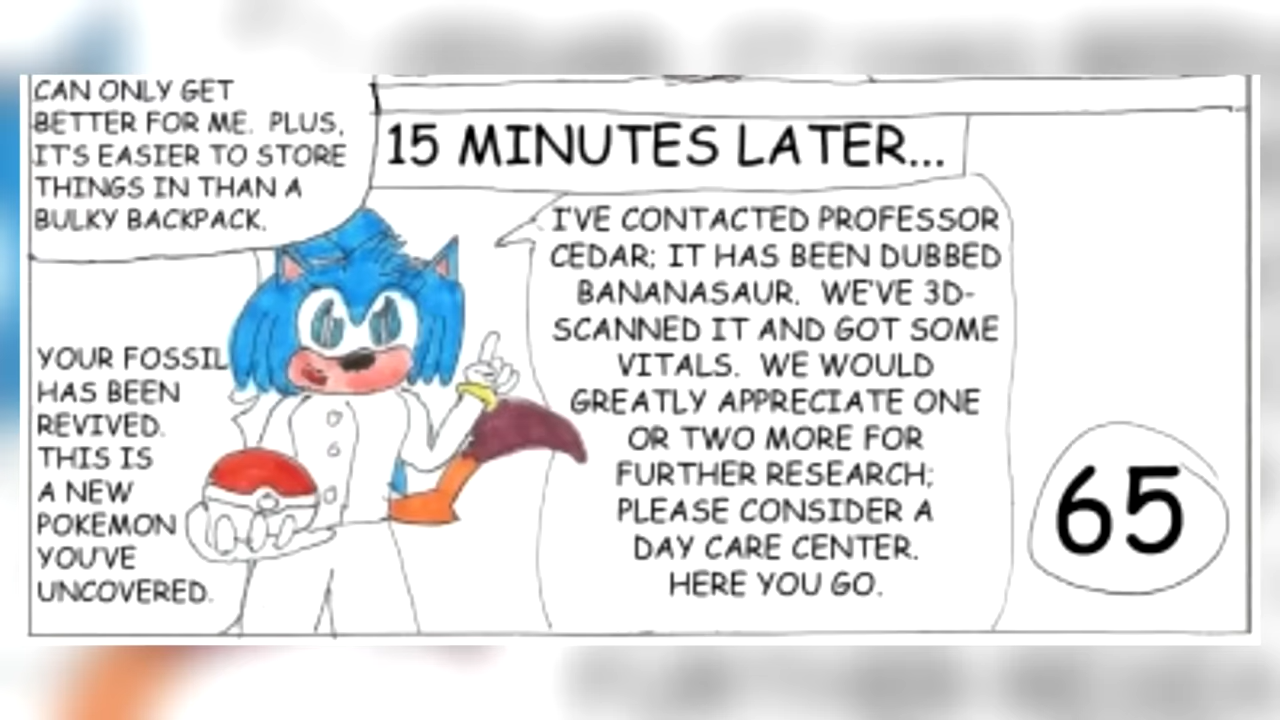 CAN ONLY GET
BETTER FOR ME. PLUS,
IT'S EASIER TO STORE
THINGS IN THAN A
BULKY BACKPACK.
15 MINUTES LATER...
YOUR FOSSIL
HAS BEEN
REVIVED.
THIS IS
A NEW
POKEMON
YOU'VE
UNCOVERED.
I'VE CONTACTED PROFESSOR
CEDAR; IT HAS BEEN DUBBED
BANANASAUR. WE'VE 3D-
SCANNED IT AND GOT SOME
VITALS. WE WOULD
GREATLY APPRECIATE ONE
OR TWO MORE FOR
FURTHER RESEARCH;
PLEASE CONSIDER A
DAY CARE CENTER.
HERE YOU GO.
65